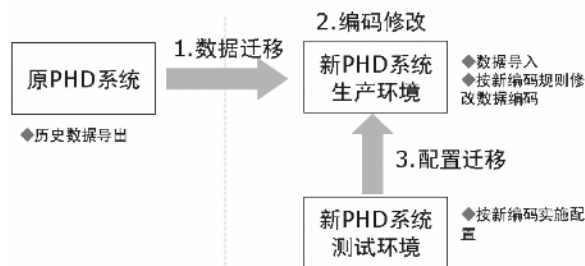 2.编码修改
1.数据迁移
原PHD系统
◆历史数据导出
新PHD系统
生产环境
◆数据导入
◆按新编码规则修
改数据编码
3.配置迁移
新PHD系统
测试环境
◆按新编码实施配
置